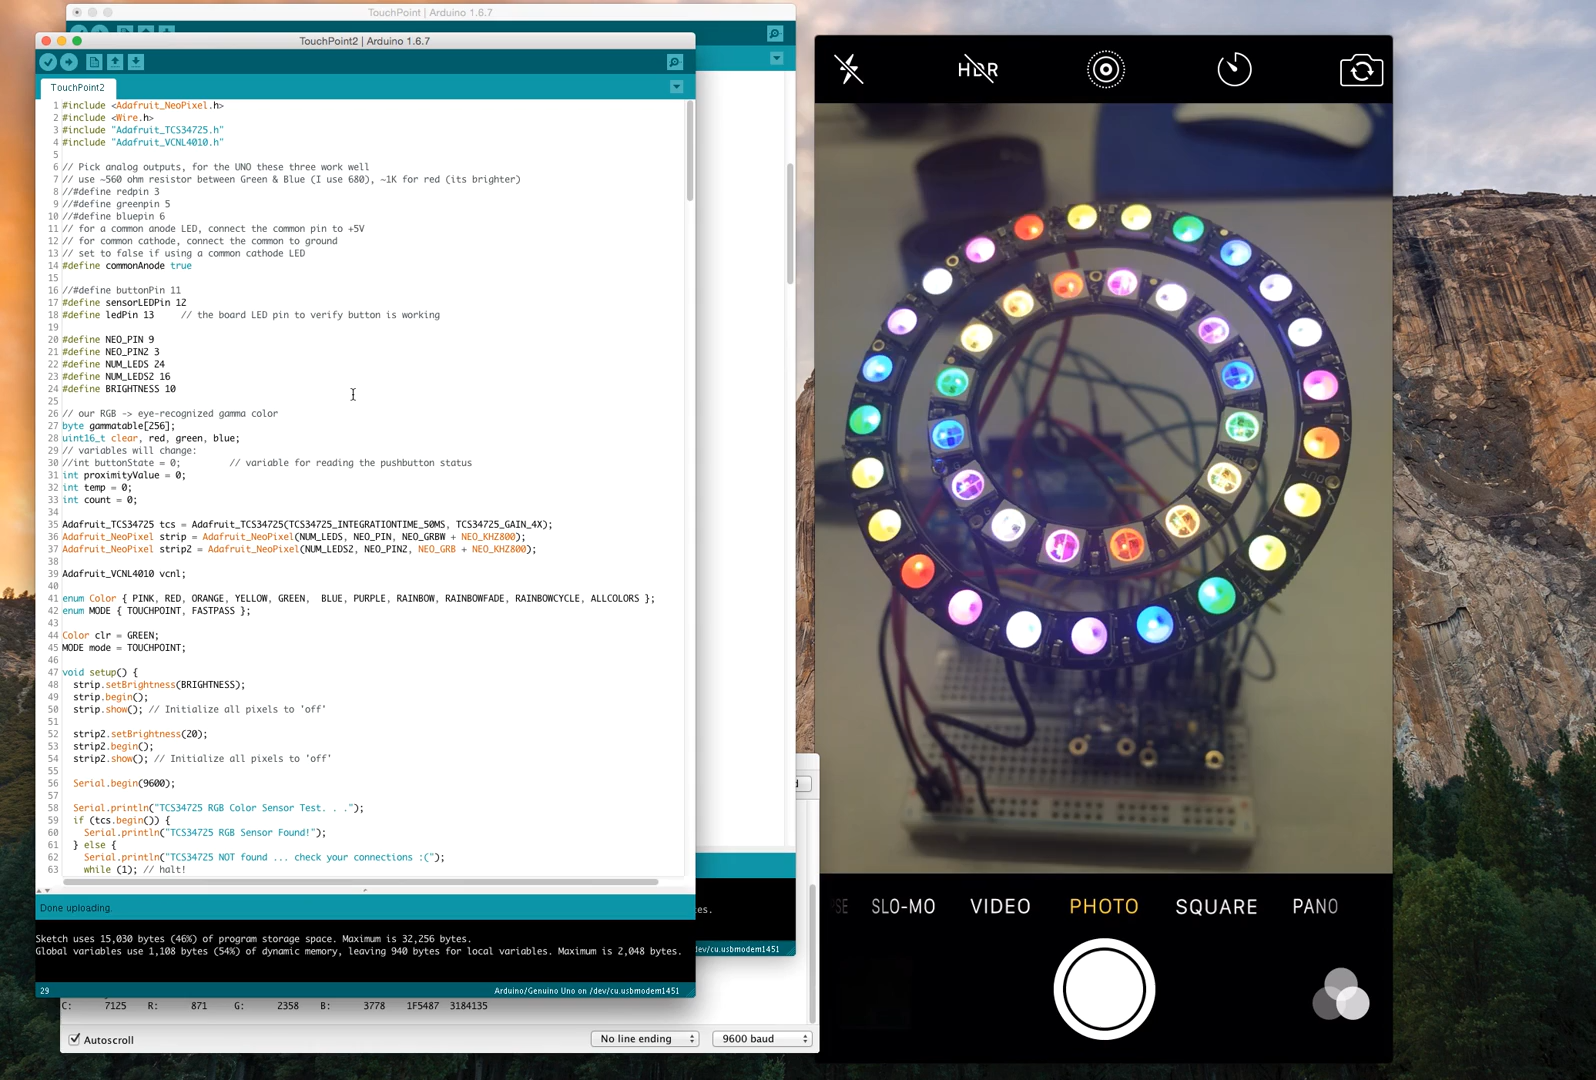 TouchPoint | Arduino 1.6.7
TouchPoint2 | Arduino 1.6.7
TouchPoint2
1 #include <Adafruit_NeoPixel.h>
2 #include <Wire.h>
3 #include "Adafruit_TCS34725.h"
4 #include "Adafruit_VCNL4010.h"
5
6 // Pick analog outputs, for the UNO these three work well
7 // use ~560 ohm resistor between Green & Blue (I use 680), ~1K for red (its brighter)
8 //#define redpin 3
9 //#define greenpin 5
10 //#define bluepin 6
11 // for a common anode LED, connect the common pin to +5V
12 // for common cathode, connect the common to ground
13 // set to false if using a common cathode LED
14 #define commonAnode true
15
16 //#define buttonPin 11
17 #define sensorLEDPin 12
18 #define ledPin 13     // the board LED pin to verify button is working
19
20 #define NEO_PIN 9
21 #define NEO_PIN2 3
22 #define NUM_LEDS 24
23 #define NUM_LEDS2 16
24 #define BRIGHTNESS 10
25
26 // our RGB -> eye-recognized gamma color
27 byte gammatable[256];
28 uint16_t clear, red, green, blue;
29 // variables will change:
30 //int buttonState = 0;         // variable for reading the pushbutton status
31 int proximityValue = 0;
32 int temp = 0;
33 int count = 0;
34
35 Adafruit_TCS34725 tcs = Adafruit_TCS34725(TCS34725_INTEGRATIONTIME_50MS, TCS34725_GAIN_4X);
36 Adafruit_NeoPixel strip = Adafruit_NeoPixel(NUM_LEDS, NEO_PIN, NEO_GRBW + NEO_KHZ800);
37 Adafruit_NeoPixel strip2 = Adafruit_NeoPixel(NUM_LEDS2, NEO_PIN2, NEO_GRB + NEO_KHZ800);
38
39 Adafruit_VCNL4010 vcnl;
40
41 enum Color { PINK, RED, ORANGE, YELLOW, GREEN,  BLUE, PURPLE, RAINBOW, RAINBOWFADE, RAINBOWCYCLE, ALLCOLORS };
42 enum MODE { TOUCHPOINT, FASTPASS };
43
44 Color clr = GREEN;
45 MODE mode = TOUCHPOINT;
46
47 void setup() {
48   strip.setBrightness(BRIGHTNESS);
49   strip.begin();
50   strip.show(); // Initialize all pixels to 'off'
51
52   strip2.setBrightness(20);
53   strip2.begin();
54   strip2.show(); // Initialize all pixels to 'off'
55
56   Serial.begin(9600);
57
58   Serial.println("TCS34725 RGB Color Sensor Test. . .");
59   if (tcs.begin()) {
60     Serial.println("TCS34725 RGB Sensor Found!");
61   } else {
62     Serial.println("TCS34725 NOT found ... check your connections :(");
63     while (1); // halt!
Done uploading.
Sketch uses 15,030 bytes (46%) of program storage space. Maximum is 32,256 bytes.
Global variables use 1,108 bytes (54%) of dynamic memory, leaving 940 bytes for local variables. Maximum is 2,048 bytes.
29
Arduino/Genuino Uno on /dev/cu.usbmodem1451
es.
dev/cu.usbmodem1451
C: 7125 R: 871 G: 2358 B: 3778 1F5487 3184135
Autoscroll
No line ending
9600 baud
HDR
SLO-MO VIDEO PHOTO SQUARE PANO